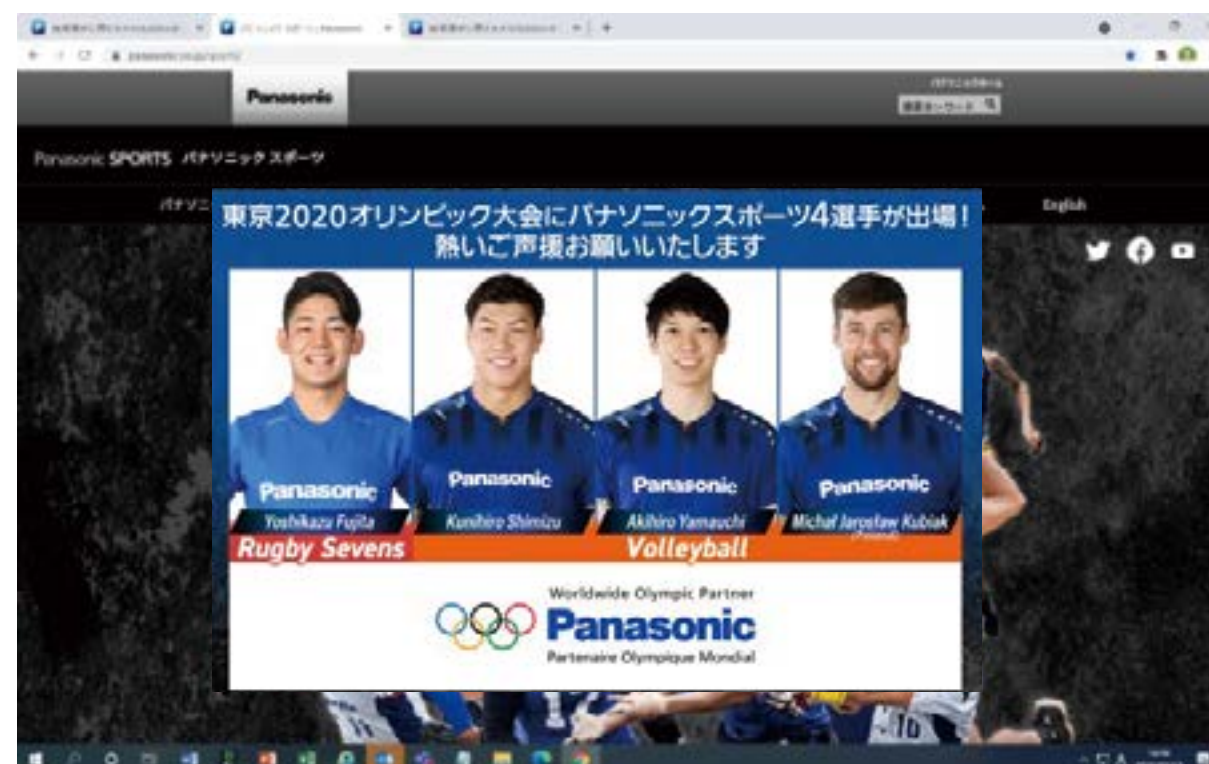 Panasonic
Panasonic SPORTS パナソニック スポーツ
English
東京2020オリンピック大会にパナソニックスポーツ4選手が出場!
熱いご声援お願いいたします
Panasonic
Panasonic
Panasonic
Panasonic
Yoshikazu Fujita
Kunihiro Shimizu
Akihiro Yamauchi
Michał Jarosław Kubiak
(Poland)
Rugby Sevens
Volleyball
Worldwide Olympic Partner
Panasonic
Partenaire Olympique Mondial
12
10